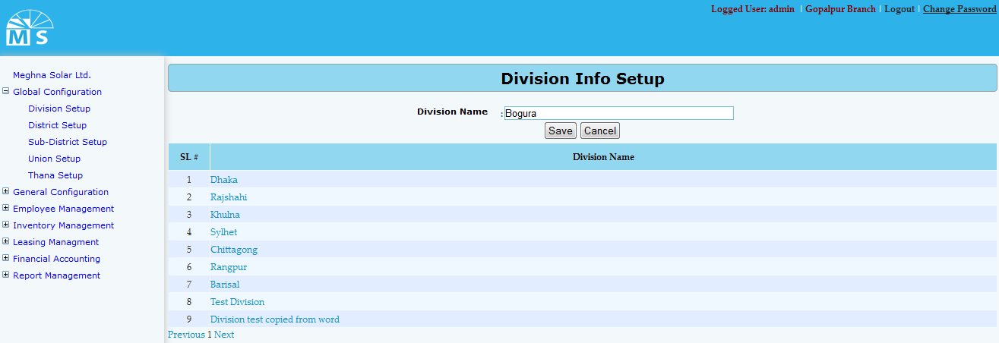 Logged User: admin | Gopalpur Branch | Logout | Change Password
MS
Meghna Solar Ltd.
Global Configuration
Division Setup
District Setup
Sub-District Setup
Union Setup
Thana Setup
General Configuration
Employee Management
Inventory Management
Leasing Managment
Financial Accounting
Report Management
Division Info Setup
Division Name : Bogura
Save Cancel
SL # Division Name
1 Dhaka
2 Rajshahi
3 Khulna
4 Sylhet
5 Chittagong
6 Rangpur
7 Barisal
8 Test Division
9 Division test copied from word
Previous 1 Next